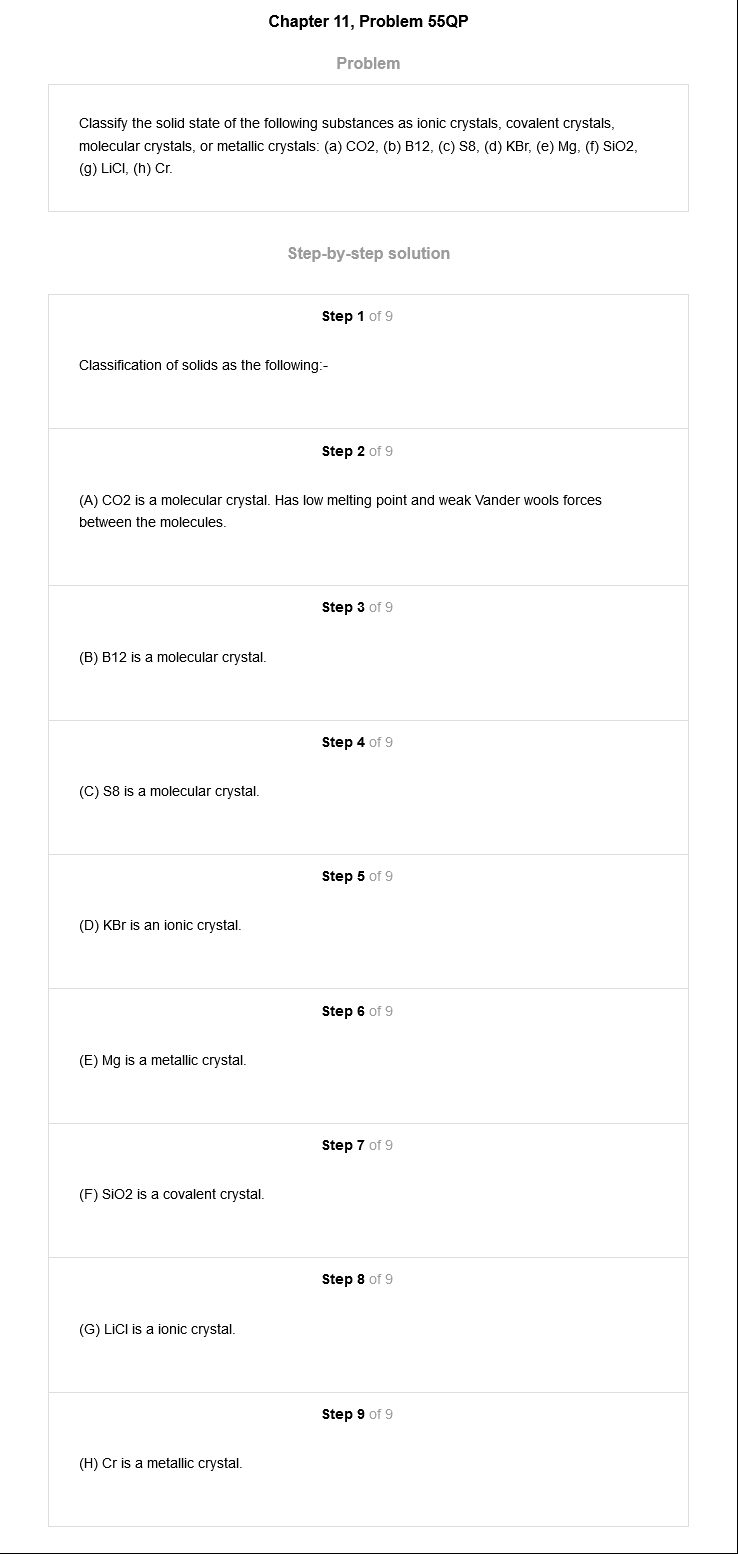 Chapter 11, Problem 55QP
Problem
Classify the solid state of the following substances as ionic crystals, covalent crystals,
molecular crystals, or metallic crystals: (a) CO2, (b) B12, (c) S8, (d) KBr, (e) Mg, (f) SiO2,
(g) LiCl, (h) Cr.
Step-by-step solution
Step 1 of 9
Classification of solids as the following:-
Step 2 of 9
(A) CO2 is a molecular crystal. Has low melting point and weak Vander wools forces
between the molecules.
Step 3 of 9
(B) B12 is a molecular crystal.
Step 4 of 9
(C) S8 is a molecular crystal.
Step 5 of 9
(D) KBr is an ionic crystal.
Step 6 of 9
(E) Mg is a metallic crystal.
Step 7 of 9
(F) SiO2 is a covalent crystal.
Step 8 of 9
(G) LiCl is a ionic crystal.
Step 9 of 9
(H) Cr is a metallic crystal.